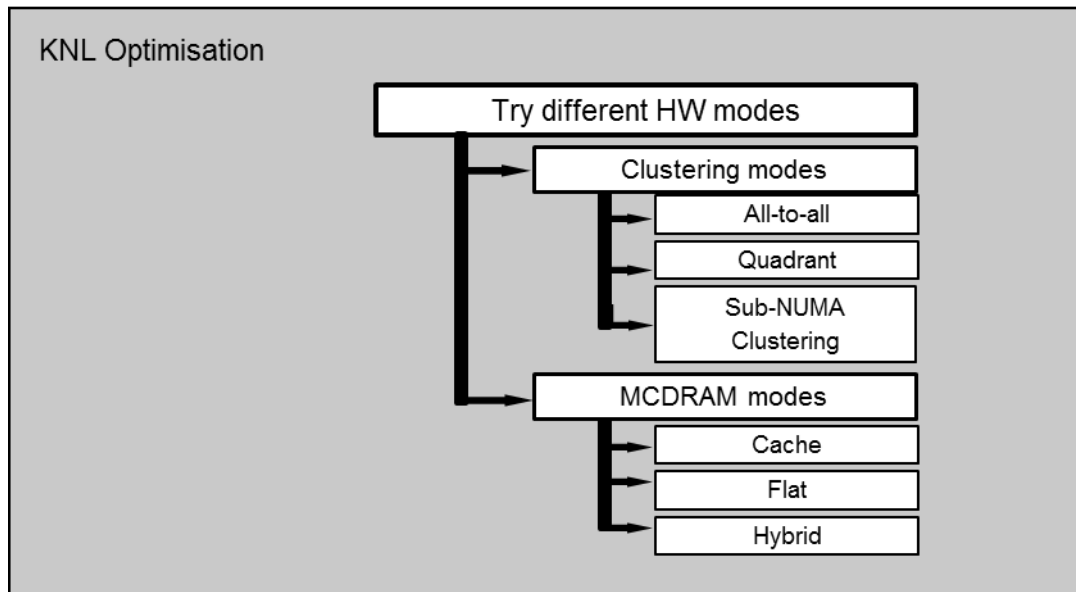 KNL Optimisation
Try different HW modes
Clustering modes
All-to-all
Quadrant
Sub-NUMA
Clustering
MCDRAM modes
Cache
Flat
Hybrid